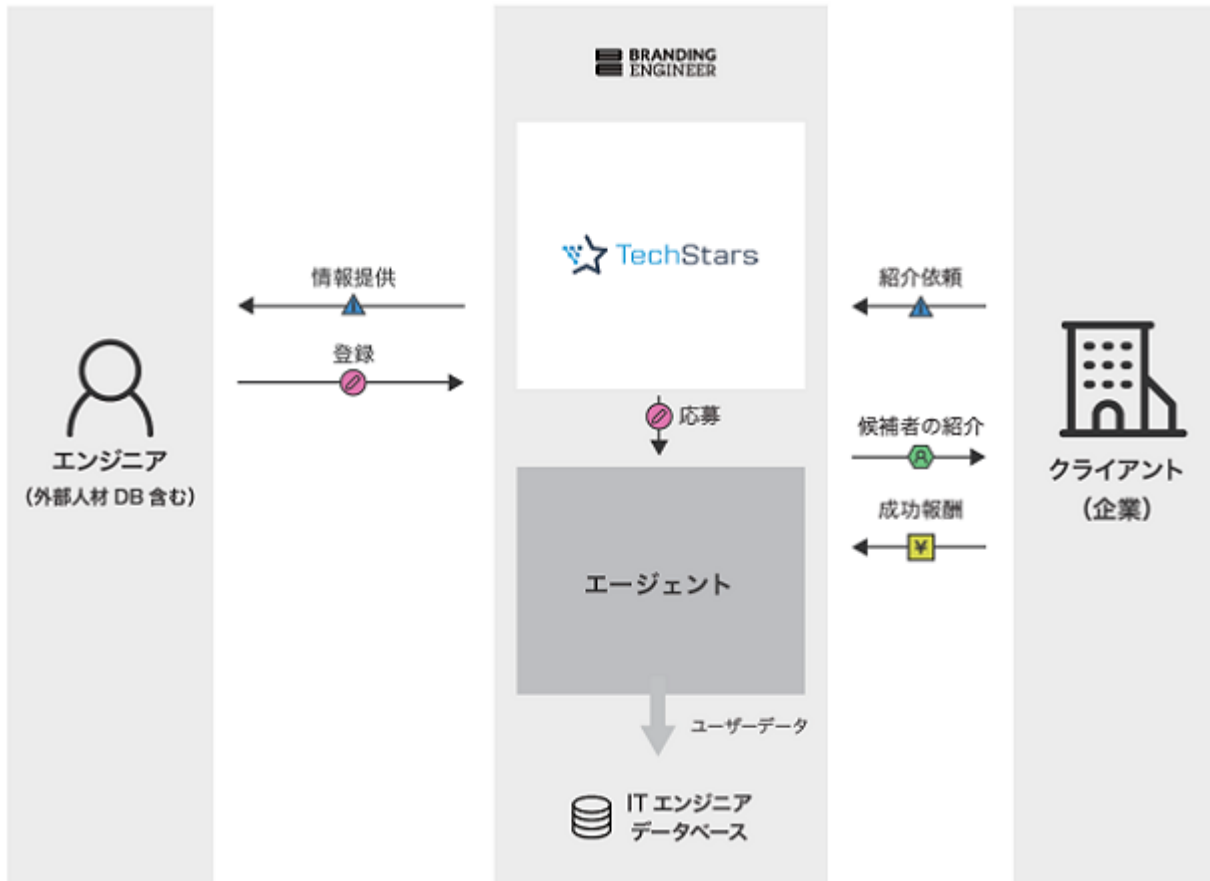 BRANDING
ENGINEER
TechStars
情報提供
登録
エンジニア
(外部人材 DB 含む)
応募
エージェント
ユーザーデータ
IT エンジニア
データベース
紹介依頼
候補者の紹介
成功報酬
¥
クライアント
(企業)